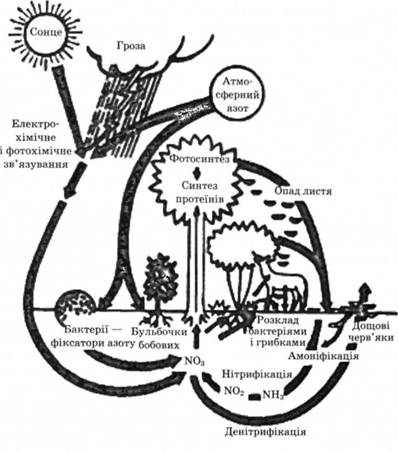 Сонце
Гроза
Атмо-
сферний
азот
Електро-
хімічне
і фотохімічне
зв'язування
Фотосинтез
Синтез
протеїнів
Опад листя
Бактерії —
фіксатори азоту
Бульбочки
бобових
Розклад
бактеріями
і грибками
Дощові
черв'яки
Амоніфікація
NO₃
Нітрифікація
NO₂
NH₃
Денітрифікація